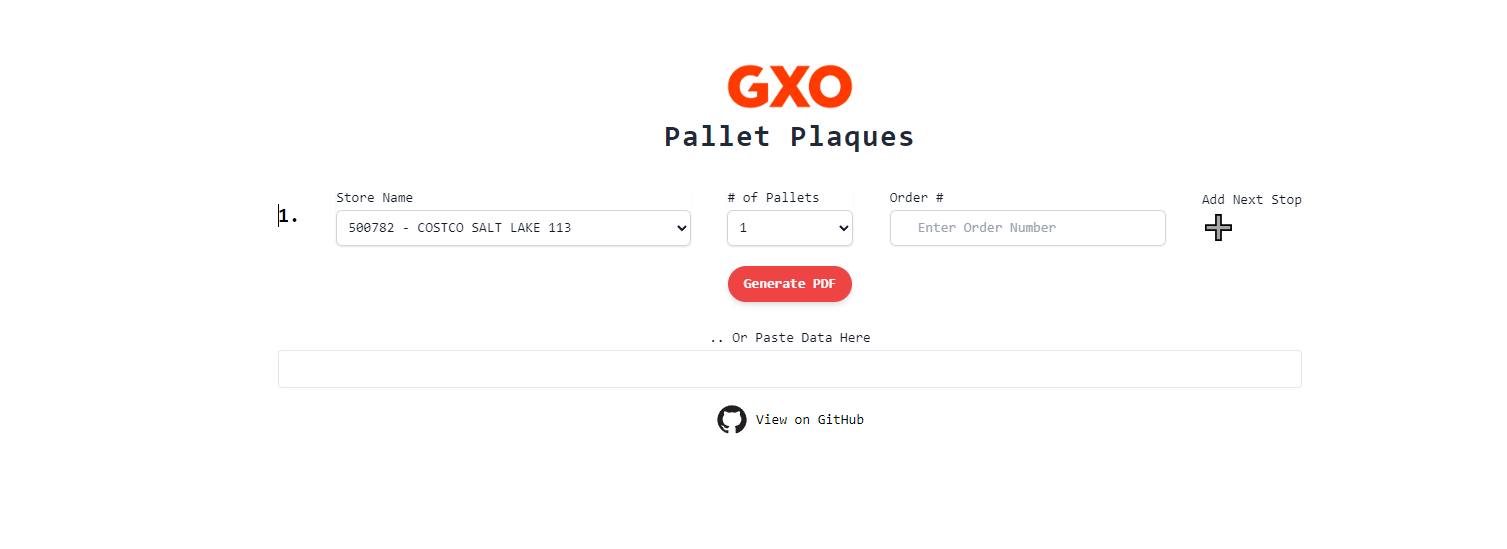 GXO
Pallet Plaques
Store Name
# of Pallets
Order #
Add Next Stop
1.
500782 - COSTCO SALT LAKE 113
1
Enter Order Number
Generate PDF
.. Or Paste Data Here
View on GitHub